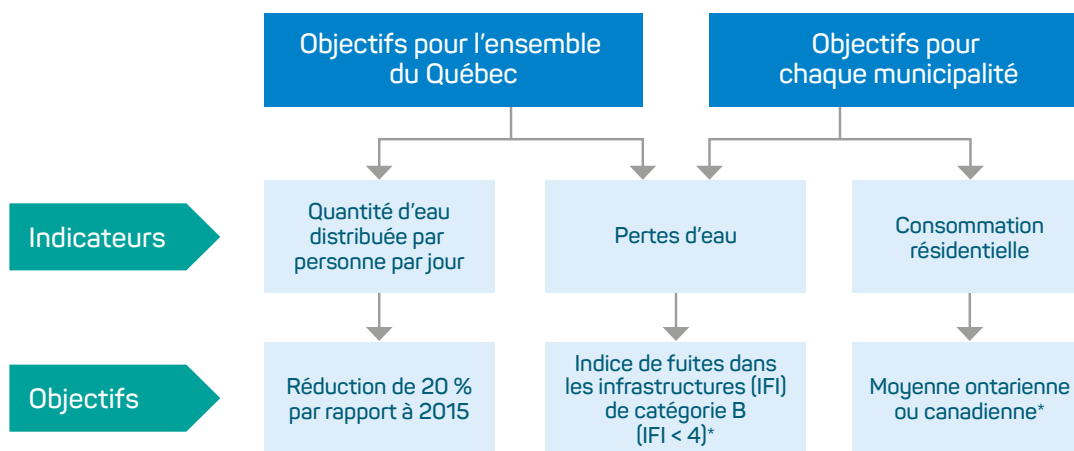 Objectifs pour l'ensemble
du Québec
Objectifs pour
chaque municipalité
Indicateurs
Quantité d'eau
distribuée par
personne par jour
Pertes d'eau
Consommation
résidentielle
Objectifs
Réduction de 20 %
par rapport à 2015
Indice de fuites dans
les infrastructures (IFI)
de catégorie B
(IFI < 4)*
Moyenne ontarienne
ou canadienne*